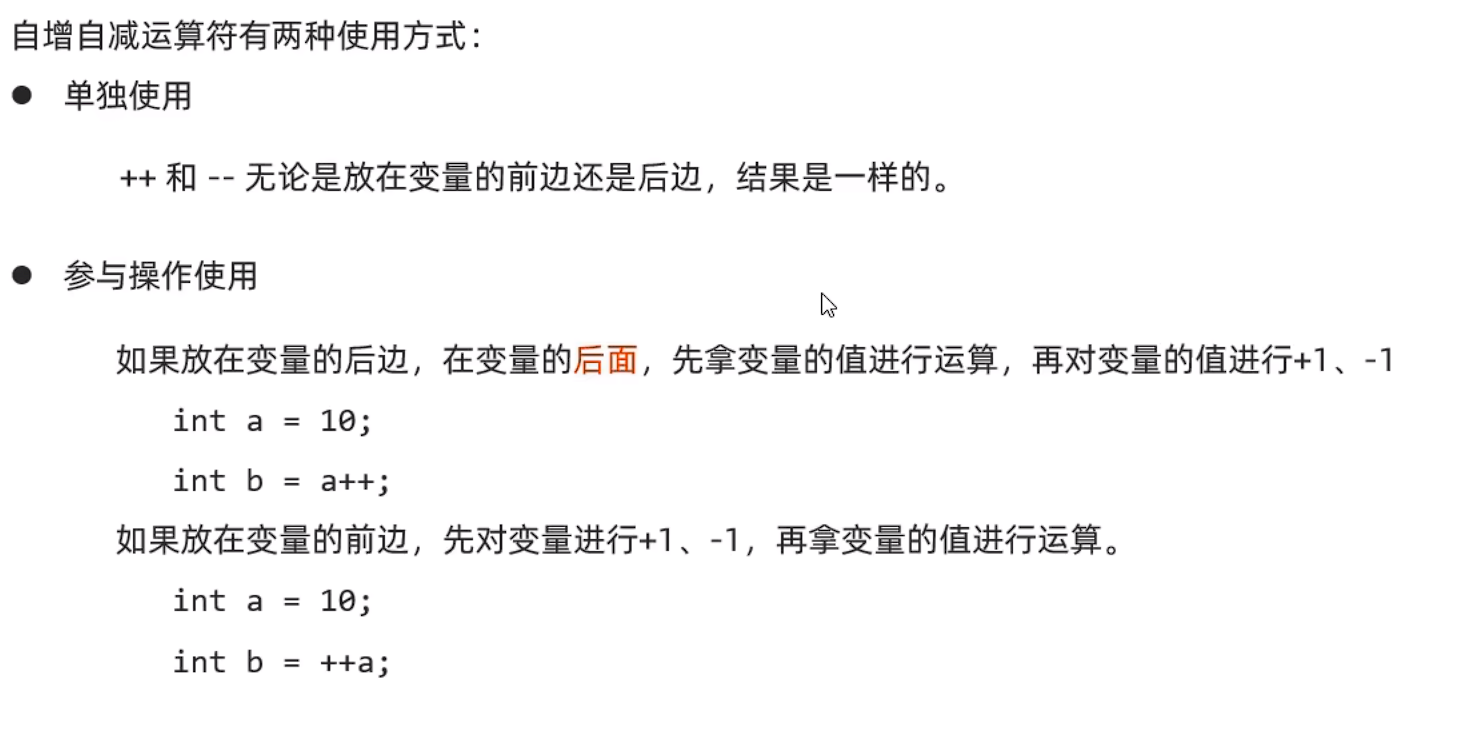 自增自减运算符有两种使用方式：
● 单独使用
++ 和 -- 无论是放在变量的前边还是后边，结果是一样的。
● 参与操作使用
如果放在变量的后边，在变量的后面，先拿变量的值进行运算，再对变量的值进行+1、-1
int a = 10;
int b = a++;
如果放在变量的前边，先对变量进行+1、-1，再拿变量的值进行运算。
int a = 10;
int b = ++a;